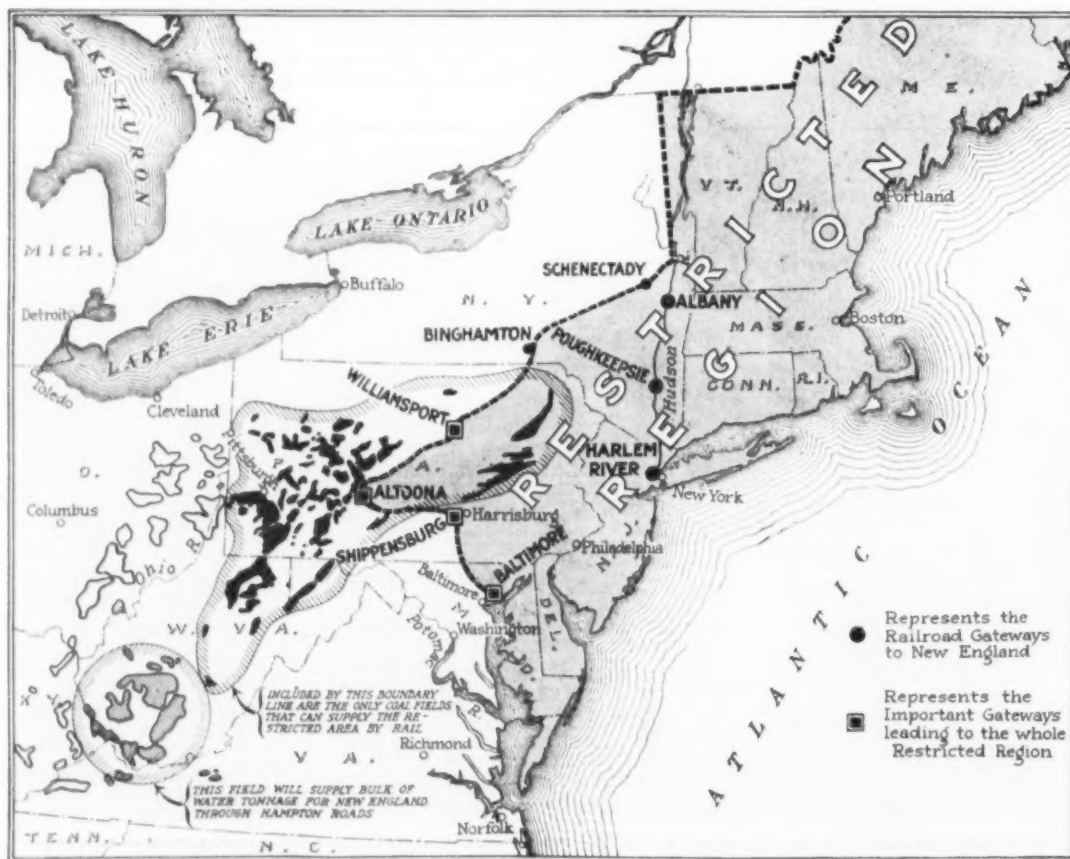 LAKE HURON
MICH.
LAKE-ONTARIO
Buffalo
Detroit
LAKE-ERIE
Toledo
Cleveland
N. Y.
SCHENECTADY
ALBANY
BINGHAMTON
POUGHKEEPSIE
Hudson
HARLEM
RIVER
New York
RESTRICTED
REGION
M E.
VT.
N.H.
Portland
MASS.
Boston
CONN.
R.I.
WILLIAMSPORT
Pittsburg
P A.
ALTOONA
SHIPPENSBURG
Harrisburg
Philadelphia
N. J.
BALTIMORE
Baltimore
Washington
MD.
DEL.
Potomac
R.
O.
Columbus
Ohio R.
W. VA.
VA.
Richmond
Norfolk
TENN.
N.C.
KY.
ATLANTIC
OCEAN
INCLUDED BY THIS BOUNDARY
LINE ARE THE ONLY COAL FIELDS
THAT CAN SUPPLY THE RE-
STRICTED AREA BY RAIL
THIS FIELD WILL SUPPLY BULK OF
WATER TONNAGE FOR NEW ENGLAND
THROUGH HAMPTON ROADS
Represents the
Railroad Gateways
to New England
Represents the
Important Gateways
leading to the whole
Restricted Region